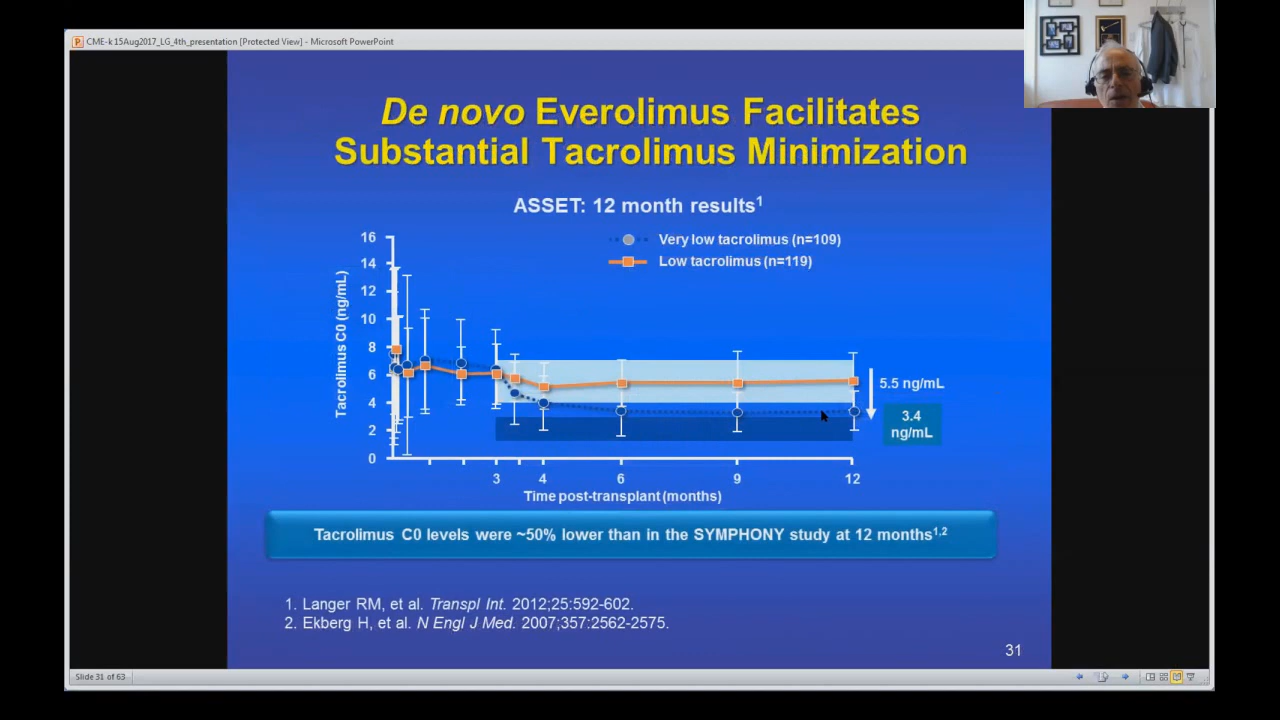 CME-k 15Aug2017_LG_4th_presentation [Protected View] - Microsoft PowerPoint
De novo Everolimus Facilitates
Substantial Tacrolimus Minimization
ASSET: 12 month results1
Very low tacrolimus (n=109)
Low tacrolimus (n=119)
Tacrolimus C0 (ng/mL)
16
14
12
10
8
6
4
2
0
5.5 ng/mL
3.4
ng/mL
3 4 6 9 12
Time post-transplant (months)
Tacrolimus C0 levels were ~50% lower than in the SYMPHONY study at 12 months1,2
1. Langer RM, et al. Transpl Int. 2012;25:592-602.
2. Ekberg H, et al. N Engl J Med. 2007;357:2562-2575.
31
Slide 31 of 63